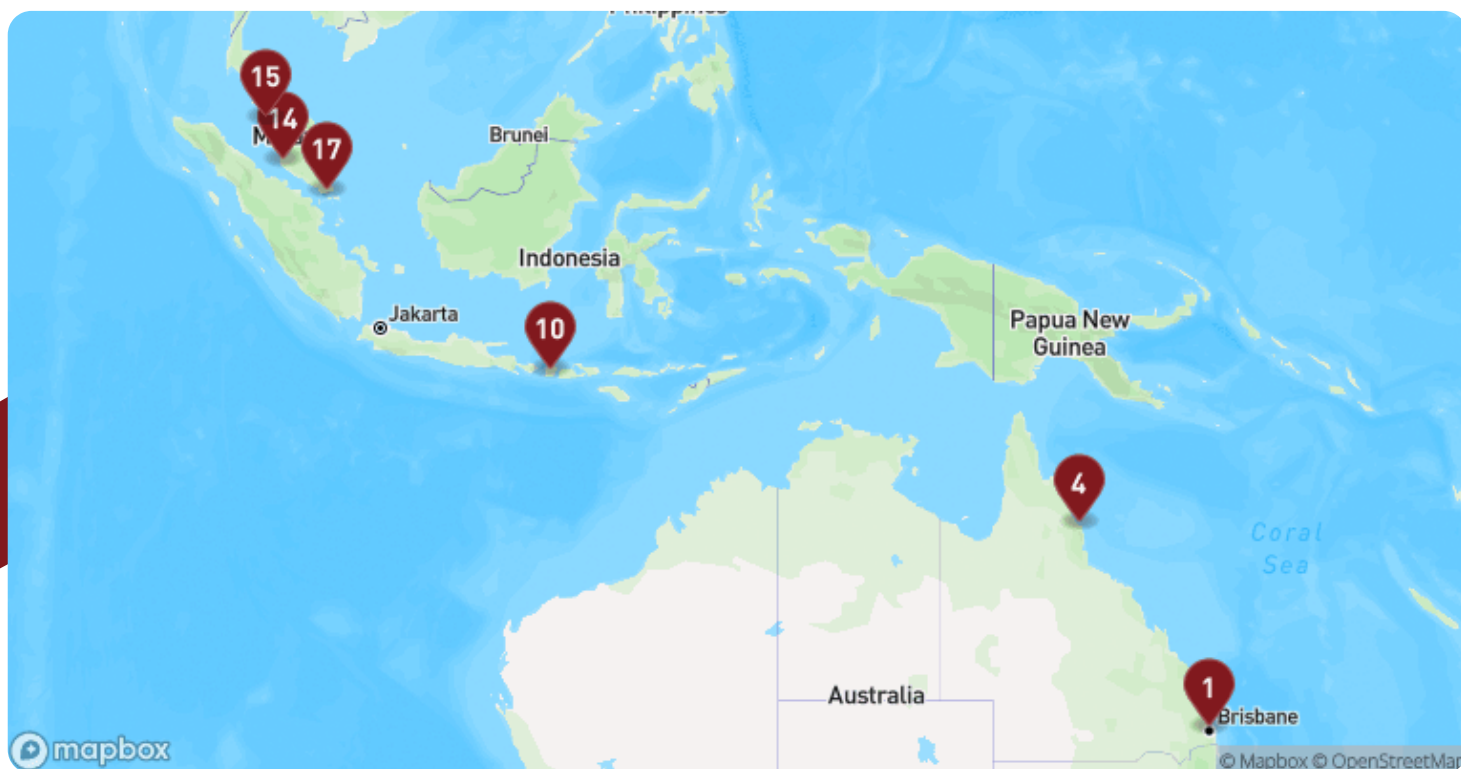 Philippines
15
14
17
Brunei
Indonesia
Jakarta
10
Papua New
Guinea
4
Coral
Sea
Australia
1
Brisbane
mapbox
© Mapbox © OpenStreetMap